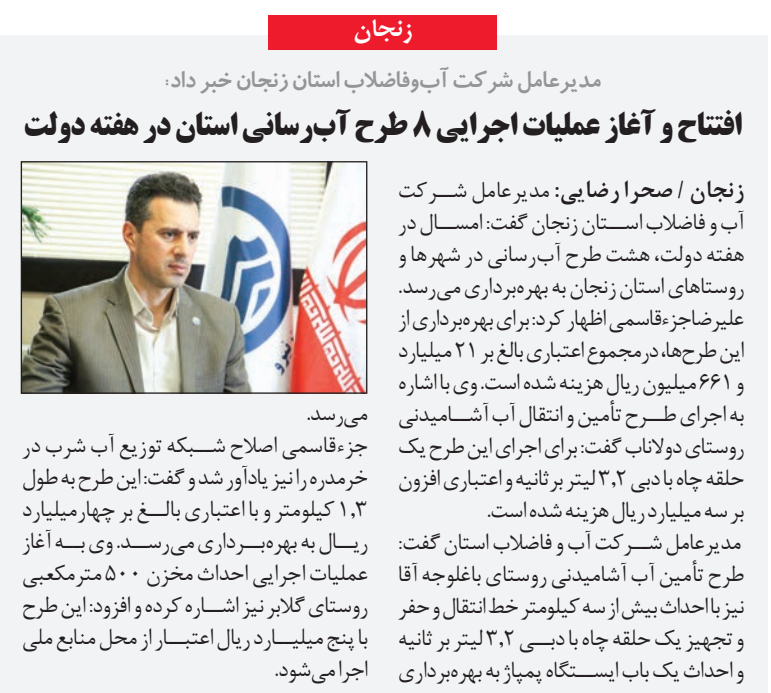 زنجان
مدیرعامل شرکت آب‌وفاضلاب استان زنجان خبر داد:
افتتاح و آغاز عملیات اجرایی ۸ طرح آب‌رسانی استان در هفته دولت
زنجان / صحرا رضایی: مدیرعامل شرکت
آب و فاضلاب استان زنجان گفت: امسال در
هفته دولت، هشت طرح آب‌رسانی در شهرها و
روستاهای استان زنجان به بهره‌برداری می‌رسد.
علیرضا جزءقاسمی اظهار کرد: برای بهره‌برداری از
این طرح‌ها، درمجموع اعتباری بالغ بر ۲۱ میلیارد
و ۶۶۱ میلیون ریال هزینه شده است. وی با اشاره
به اجرای طرح تأمین و انتقال آب آشامیدنی
روستای دولاناب گفت: برای اجرای این طرح یک
حلقه چاه با دبی ۳,۲ لیتر بر ثانیه و اعتباری افزون
بر سه میلیارد ریال هزینه شده است.
مدیرعامل شرکت آب و فاضلاب استان گفت:
طرح تأمین آب آشامیدنی روستای باغلوجه آقا
نیز با احداث بیش از سه کیلومتر خط انتقال و حفر
و تجهیز یک حلقه چاه با دبی ۳,۲ لیتر بر ثانیه
و احداث یک باب ایستگاه پمپاژ به بهره‌برداری
می‌رسد.
جزءقاسمی اصلاح شبکه توزیع آب شرب در
خرمدره را نیز یادآور شد و گفت: این طرح به طول
۱,۳ کیلومتر و با اعتباری بالغ بر چهار میلیارد
ریال به بهره‌برداری می‌رسد. وی به آغاز
عملیات اجرایی احداث مخزن ۵۰۰ مترمکعبی
روستای گلابر نیز اشاره کرده و افزود: این طرح
با پنج میلیارد ریال اعتبار از محل منابع ملی
اجرا می‌شود.